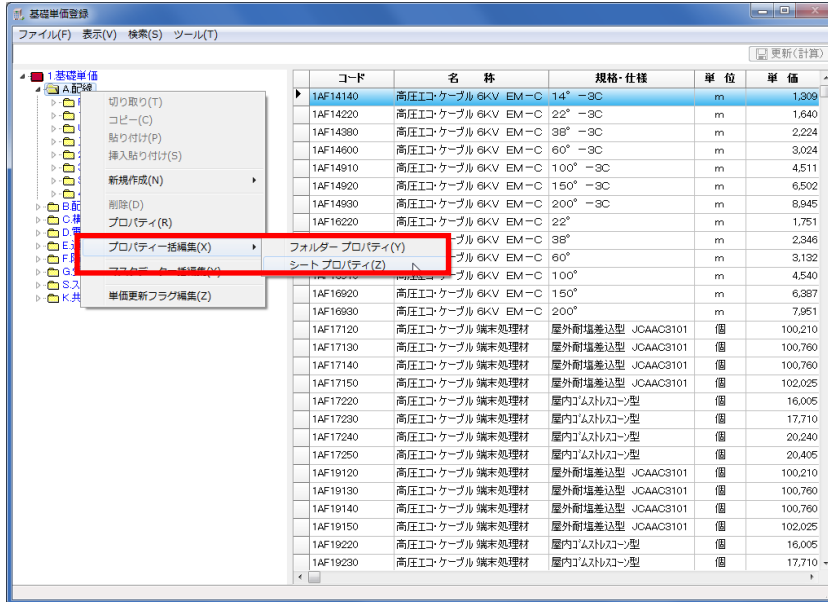 基礎単価登録
ファイル(F) 表示(V) 検索(S) ツール(T)
更新(計算)
1.基礎単価
A.配線
切り取り(T)
コピー(C)
貼り付け(P)
挿入貼り付け(S)
新規作成(N)
削除(D)
プロパティ(R)
プロパティ一括編集(X)
単価更新フラグ編集(Z)
フォルダー プロパティ(Y)
シート プロパティ(Z)
コード 名 称 規格・仕様 単 位 単 価
1AF14140 高圧エコ・ケーブル 6KV EM-C 14° -3C m 1,309
1AF14220 高圧エコ・ケーブル 6KV EM-C 22° -3C m 1,640
1AF14380 高圧エコ・ケーブル 6KV EM-C 38° -3C m 2,224
1AF14600 高圧エコ・ケーブル 6KV EM-C 60° -3C m 3,024
1AF14910 高圧エコ・ケーブル 6KV EM-C 100° -3C m 4,511
1AF14920 高圧エコ・ケーブル 6KV EM-C 150° -3C m 6,502
1AF14930 高圧エコ・ケーブル 6KV EM-C 200° -3C m 8,945
1AF16220 高圧エコ・ケーブル 6KV EM-C 22° m 1,751
ーブル 6KV EM-C 38° m 2,346
60° m 3,132
100° m 4,540
1AF16920 高圧エコ・ケーブル 6KV EM-C 150° m 6,387
1AF16930 高圧エコ・ケーブル 6KV EM-C 200° m 7,951
1AF17120 高圧エコ・ケーブル 端末処理材 屋外耐塩差込型 JCAAC3101 個 100,210
1AF17130 高圧エコ・ケーブル 端末処理材 屋外耐塩差込型 JCAAC3101 個 100,760
1AF17140 高圧エコ・ケーブル 端末処理材 屋外耐塩差込型 JCAAC3101 個 100,760
1AF17150 高圧エコ・ケーブル 端末処理材 屋外耐塩差込型 JCAAC3101 個 102,025
1AF17220 高圧エコ・ケーブル 端末処理材 屋内ゴムストレスコーン型 個 16,005
1AF17230 高圧エコ・ケーブル 端末処理材 屋内ゴムストレスコーン型 個 17,710
1AF17240 高圧エコ・ケーブル 端末処理材 屋内ゴムストレスコーン型 個 20,240
1AF17250 高圧エコ・ケーブル 端末処理材 屋内ゴムストレスコーン型 個 20,405
1AF19120 高圧エコ・ケーブル 端末処理材 屋外耐塩差込型 JCAAC3101 個 100,210
1AF19130 高圧エコ・ケーブル 端末処理材 屋外耐塩差込型 JCAAC3101 個 100,760
1AF19140 高圧エコ・ケーブル 端末処理材 屋外耐塩差込型 JCAAC3101 個 100,760
1AF19150 高圧エコ・ケーブル 端末処理材 屋外耐塩差込型 JCAAC3101 個 102,025
1AF19220 高圧エコ・ケーブル 端末処理材 屋内ゴムストレスコーン型 個 16,005
1AF19230 高圧エコ・ケーブル 端末処理材 屋内ゴムストレスコーン型 個 17,710